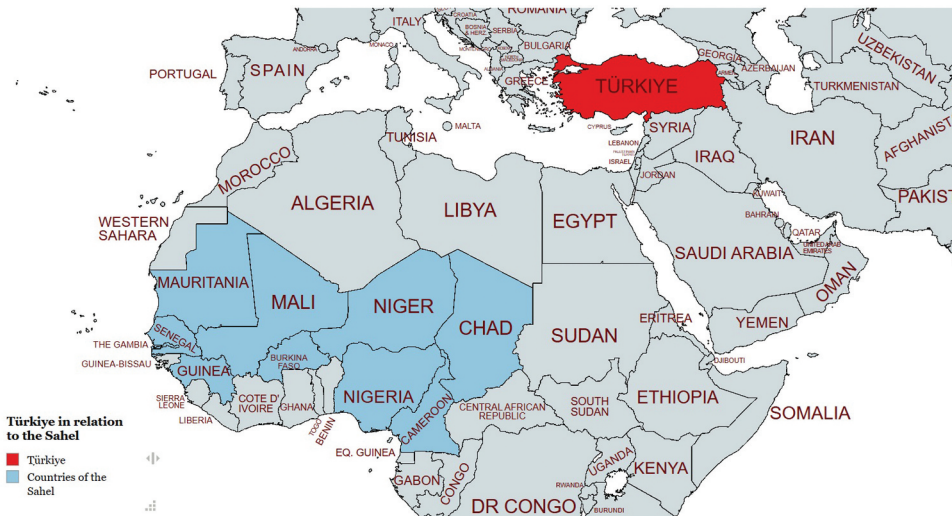 CROATIA
ROMANIA
ITALY
BOSNIA
& HERZ.
SERBIA
ANDORRA
MONACO
BULGARIA
GEORGIA
UZBEKISTAN
PORTUGAL
SPAIN
ALBANIA
GREECE
TÜRKIYE
AZERBAIJAN
TURKMENISTAN
TUNISIA
MALTA
CYPRUS
SYRIA
LEBANON
ISRAEL
IRAQ
IRAN
AFGHANIST
MOROCCO
JORDAN
KUWAIT
PAKIST
ALGERIA
LIBYA
EGYPT
BAHRAIN
QATAR
UNITED ARAB
EMIRATES
WESTERN
SAHARA
SAUDI ARABIA
OMAN
MAURITANIA
MALI
NIGER
CHAD
SUDAN
ERITREA
YEMEN
SENEGAL
THE GAMBIA
GUINEA-BISSAU
GUINEA
BURKINA
FASO
DJIBOUTI
SIERRA
LEONE
LIBERIA
COTE D'
IVOIRE
GHANA
TOGO
BENIN
NIGERIA
CAMEROON
CENTRAL AFRICAN
REPUBLIC
SOUTH
SUDAN
ETHIOPIA
SOMALIA
EQ. GUINEA
GABON
CONGO
DR CONGO
UGANDA
KENYA
RWANDA
BURUNDI
Türkiye in relation
to the Sahel
Türkiye
Countries of the
Sahel